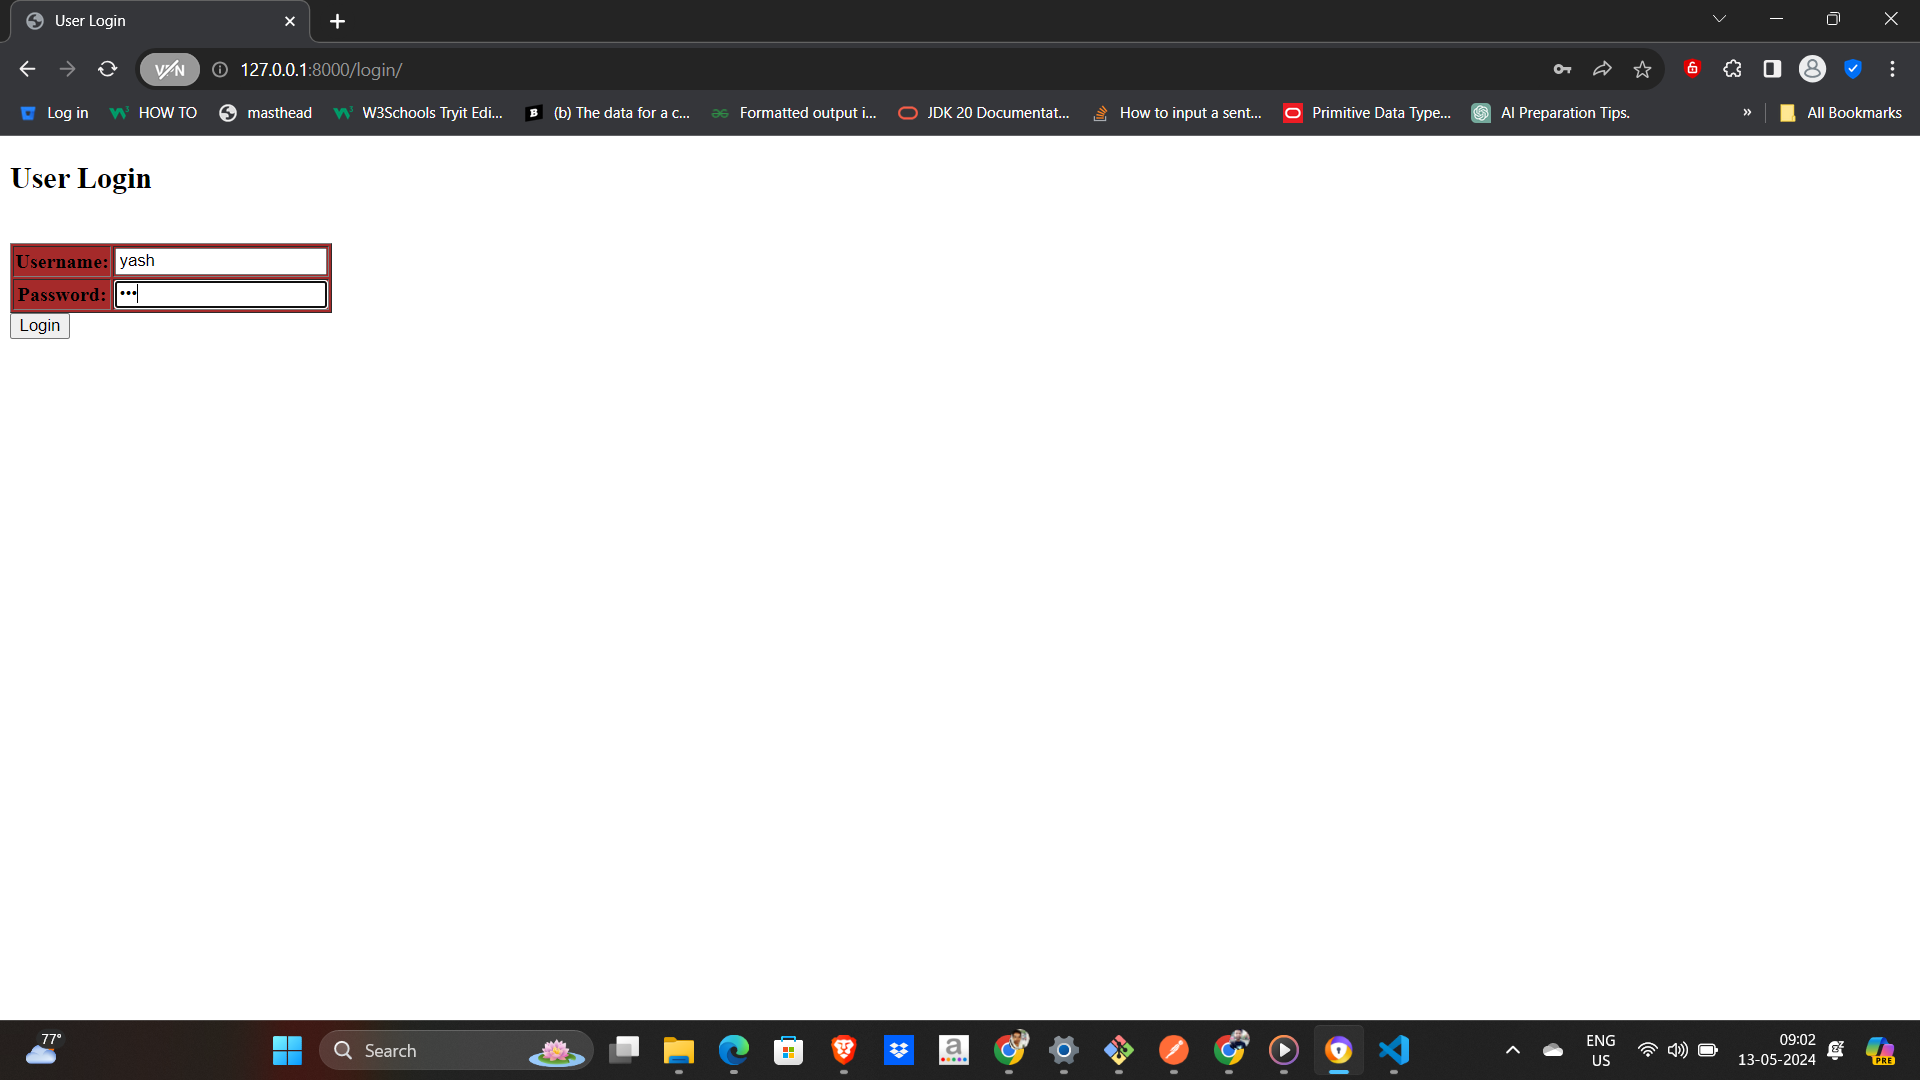 User Login
VPN 127.0.0.1:8000/login/
Log in HOW TO masthead W3Schools Tryit Edi... (b) The data for a c... Formatted output i... JDK 20 Documentat... How to input a sent... Primitive Data Type... AI Preparation Tips. » All Bookmarks
User Login
Username: yash
Password: •••
Login
77° Search ENG 09:02
US 13-05-2024 PRE